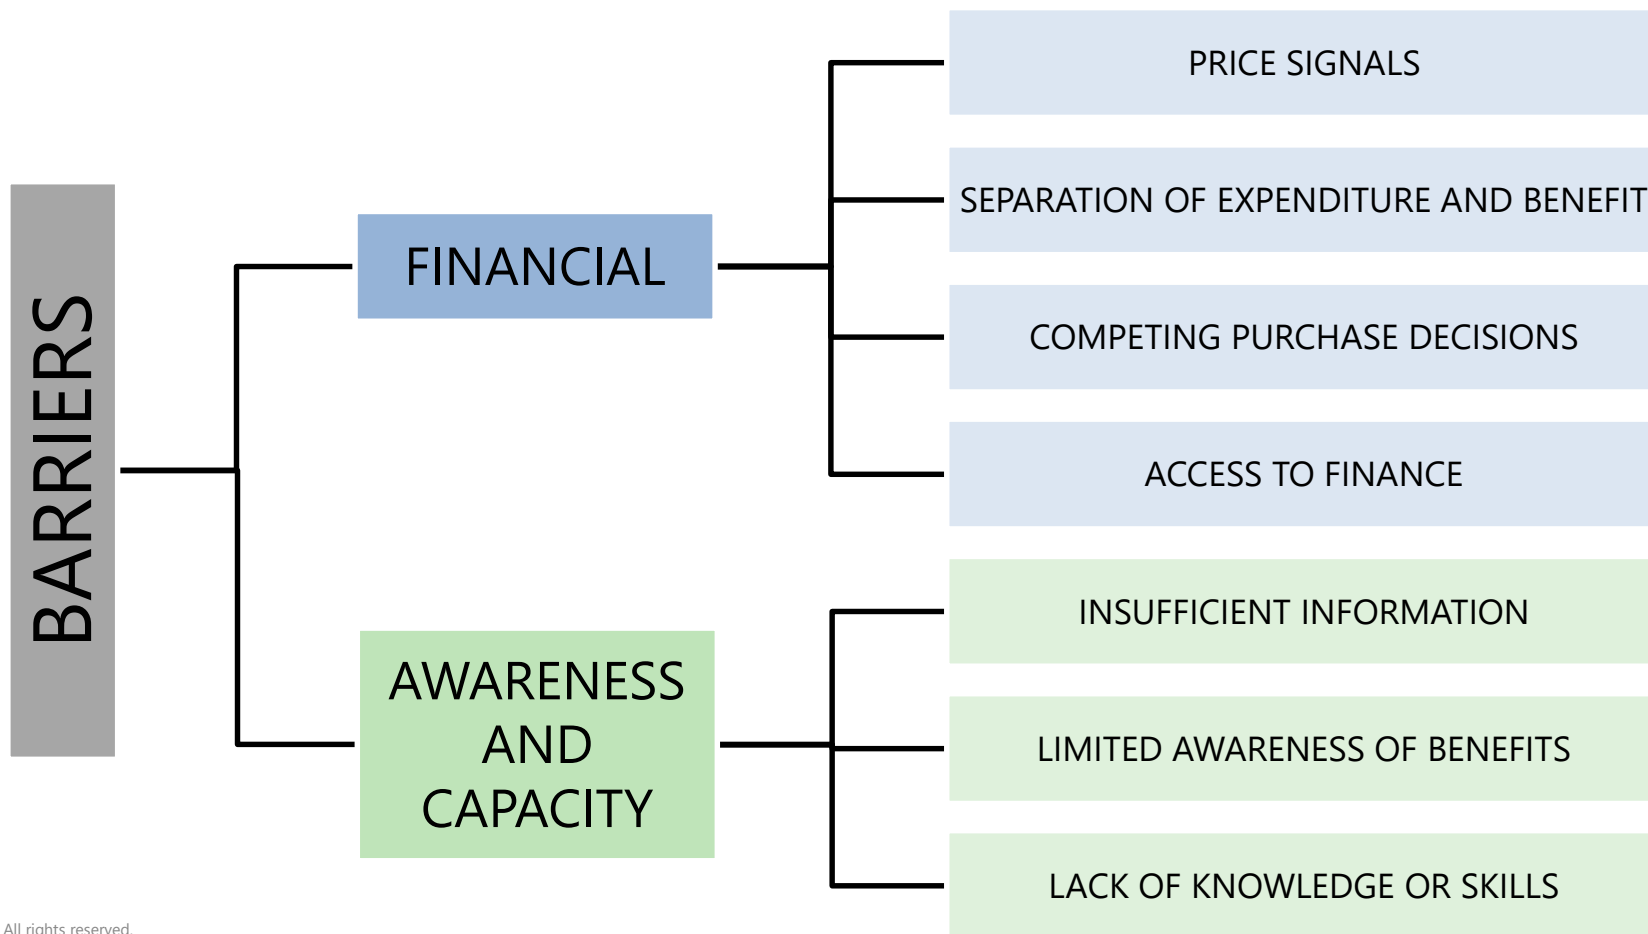 BARRIERS
FINANCIAL
PRICE SIGNALS
SEPARATION OF EXPENDITURE AND BENEFIT
COMPETING PURCHASE DECISIONS
ACCESS TO FINANCE
AWARENESS
AND
CAPACITY
INSUFFICIENT INFORMATION
LIMITED AWARENESS OF BENEFITS
LACK OF KNOWLEDGE OR SKILLS
All rights reserved.